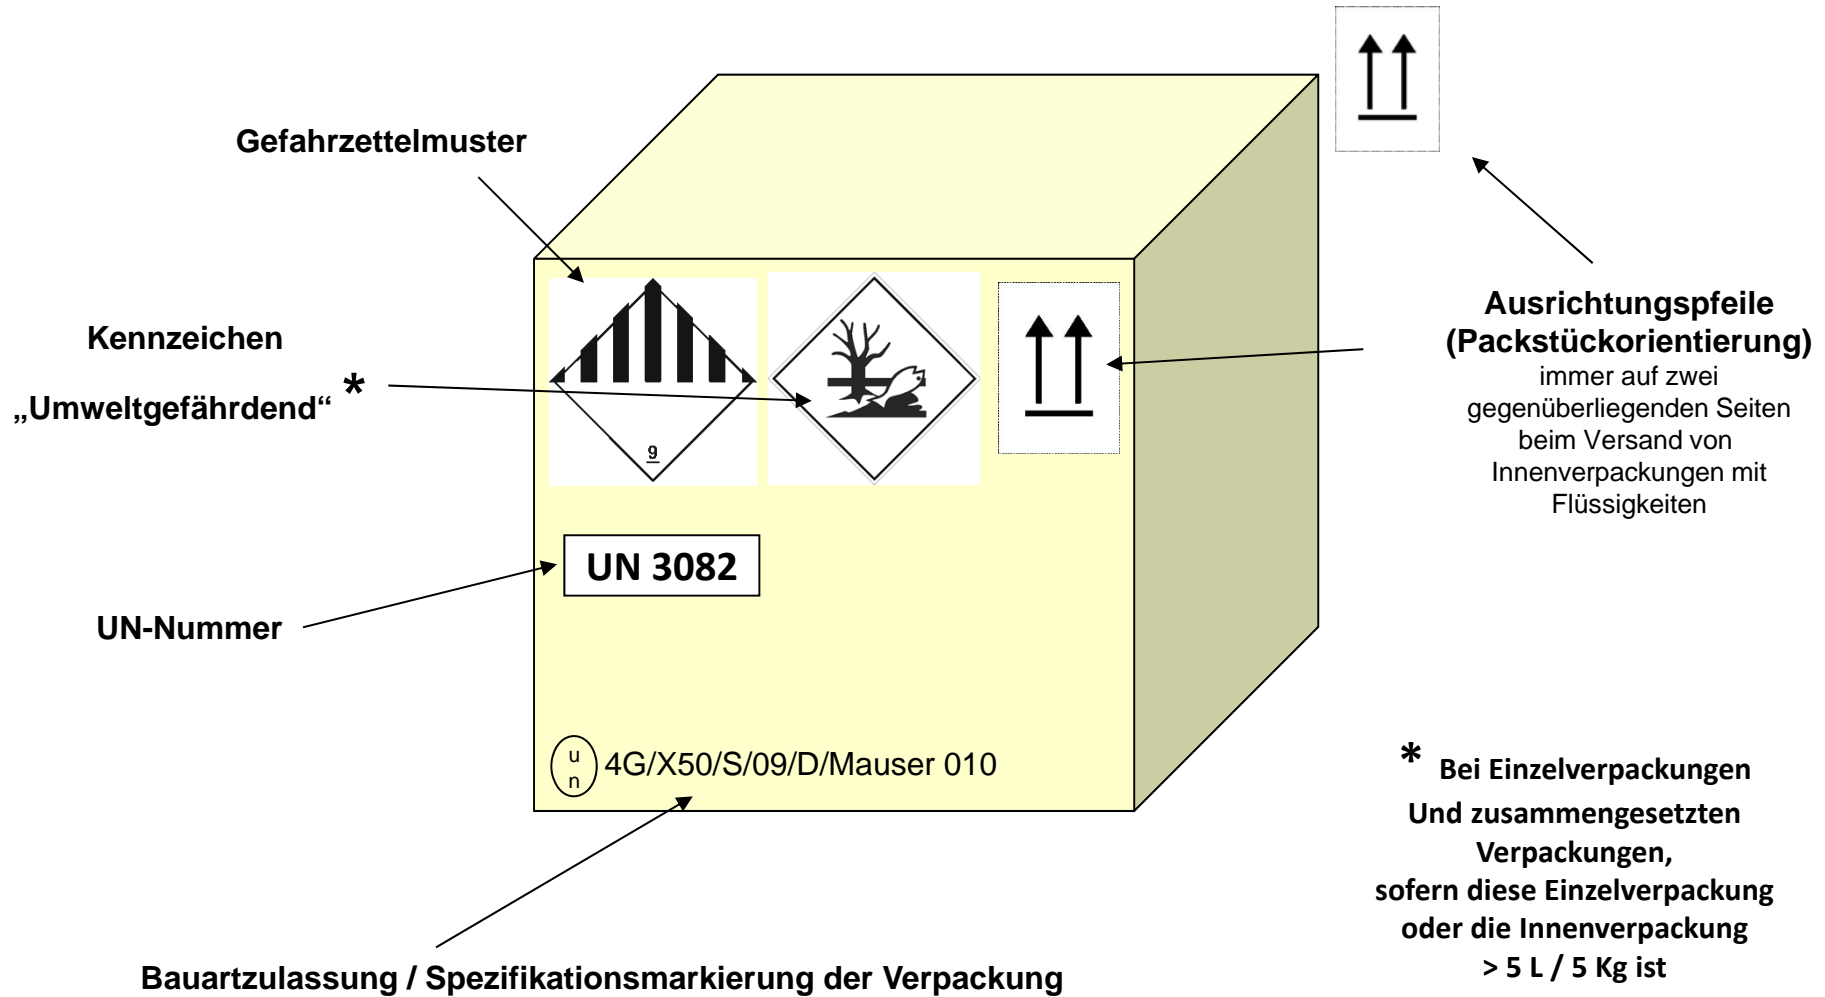 Gefahrzettelmuster
Kennzeichen
„Umweltgefährdend“ *
9
Ausrichtungspfeile
(Packstückorientierung)
immer auf zwei
gegenüberliegenden Seiten
beim Versand von
Innenverpackungen mit
Flüssigkeiten
UN 3082
UN-Nummer
u
n
4G/X50/S/09/D/Mauser 010
* Bei Einzelverpackungen
Und zusammengesetzten
Verpackungen,
sofern diese Einzelverpackung
oder die Innenverpackung
> 5 L / 5 Kg ist
Bauartzulassung / Spezifikationsmarkierung der Verpackung